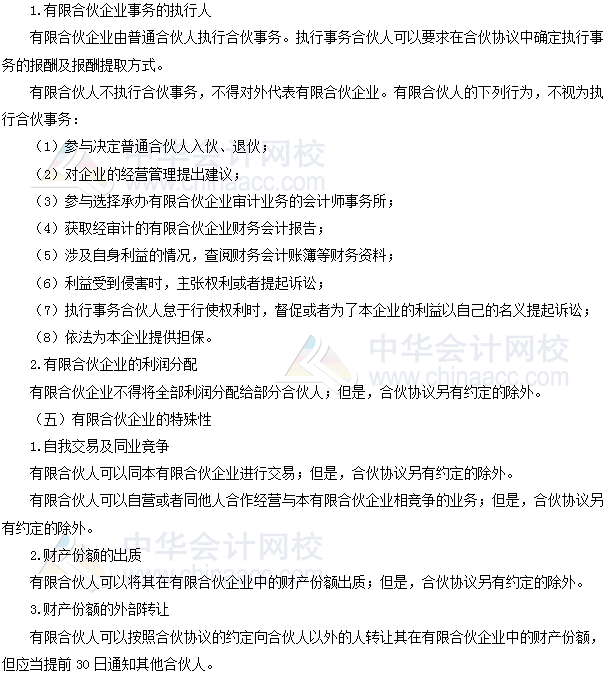 1.有限合伙企业事务的执行人
有限合伙企业由普通合伙人执行合伙事务。执行事务合伙人可以要求在合伙协议中确定执行事
务的报酬及报酬提取方式。
有限合伙人不执行合伙事务，不得对外代表有限合伙企业。有限合伙人的下列行为，不视为执
行合伙事务：
（1）参与决定普通合伙人入伙、退伙；
（2）对企业的经营管理提出建议；
（3）参与选择承办有限合伙企业审计业务的会计师事务所；
（4）获取经审计的有限合伙企业财务会计报告；
（5）涉及自身利益的情况，查阅财务会计账簿等财务资料；
（6）利益受到侵害时，主张权利或者提起诉讼；
（7）执行事务合伙人怠于行使权利时，督促或者为了本企业的利益以自己的名义提起诉讼；
（8）依法为本企业提供担保。
2.有限合伙企业的利润分配
有限合伙企业不得将全部利润分配给部分合伙人；但是，合伙协议另有约定的除外。
（五）有限合伙企业的特殊性
1.自我交易及同业竞争
有限合伙人可以同本有限合伙企业进行交易；但是，合伙协议另有约定的除外。
有限合伙人可以自营或者同他人合作经营与本有限合伙企业相竞争的业务；但是，合伙协议另
有约定的除外。
2.财产份额的出质
有限合伙人可以将其在有限合伙企业中的财产份额出质；但是，合伙协议另有约定的除外。
3.财产份额的外部转让
有限合伙人可以按照合伙协议的约定向合伙人以外的人转让其在有限合伙企业中的财产份额，
但应当提前 30 日通知其他合伙人。
中华会计网校
www.chinaacc.com
中华会计网校
www.chinaacc.com
中华会计网校
www.chinaacc.com